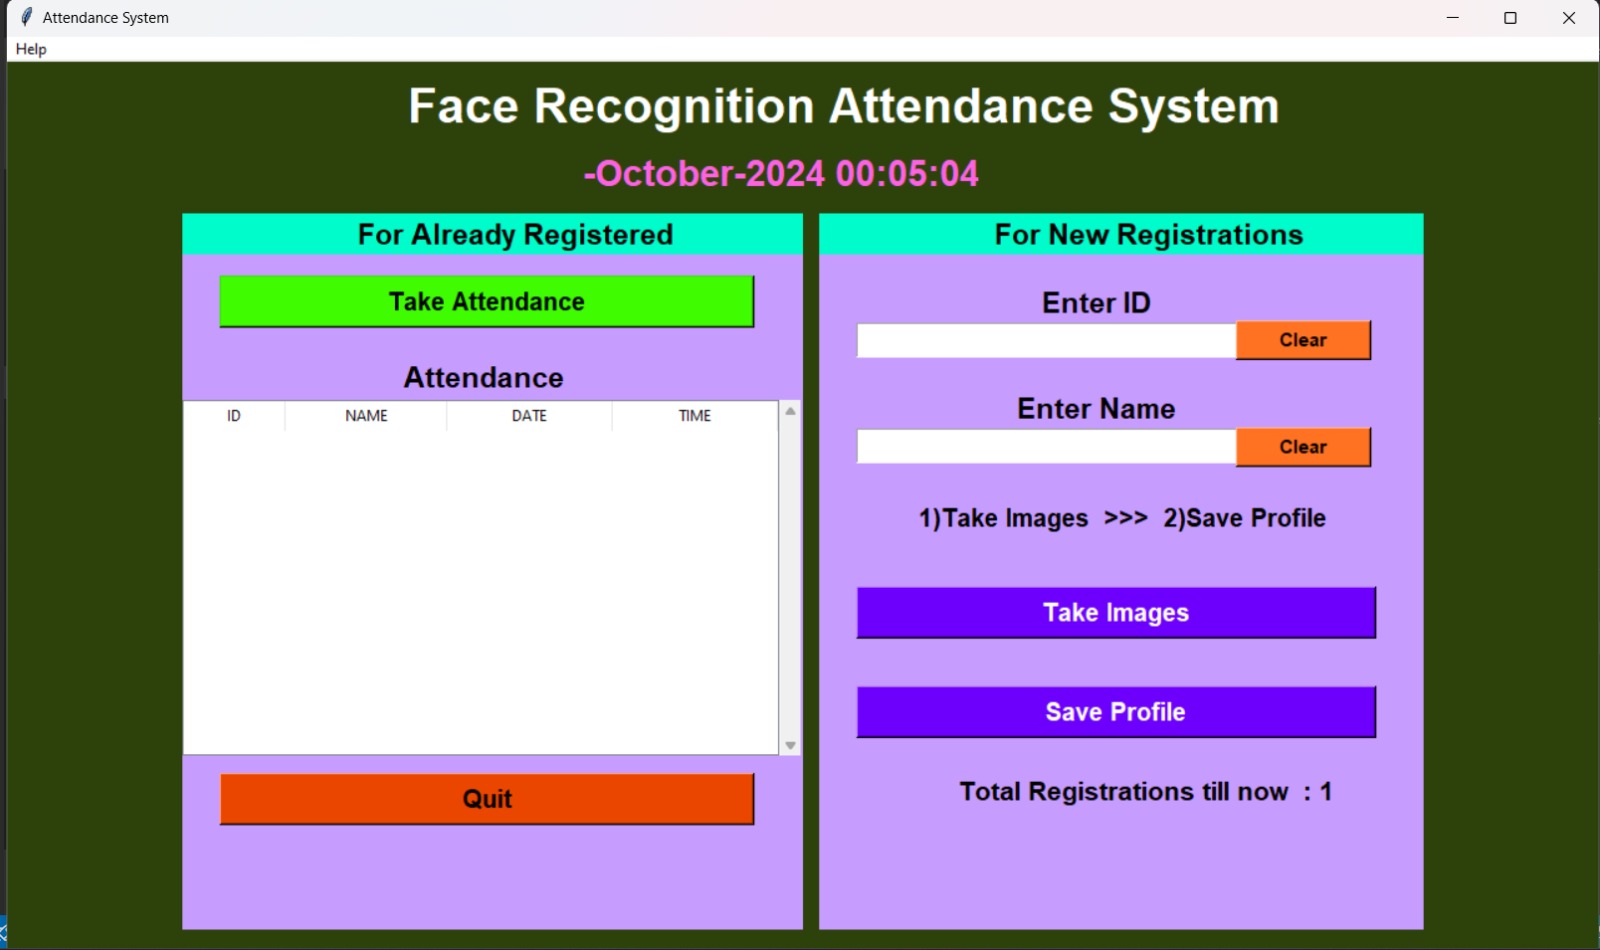 Attendance System
Help
Face Recognition Attendance System
-October-2024 00:05:04
For Already Registered
Take Attendance
Attendance
ID NAME DATE TIME
Quit
For New Registrations
Enter ID
Clear
Enter Name
Clear
1)Take Images >>> 2)Save Profile
Take Images
Save Profile
Total Registrations till now : 1